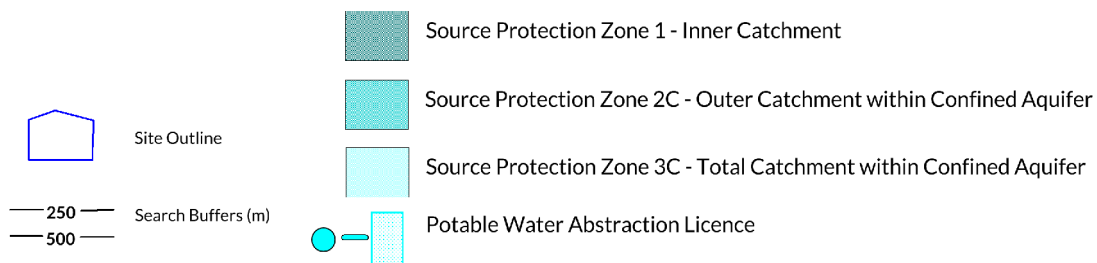 Source Protection Zone 1 - Inner Catchment
Source Protection Zone 2C - Outer Catchment within Confined Aquifer
Site Outline
Source Protection Zone 3C - Total Catchment within Confined Aquifer
250
Search Buffers (m)
500
Potable Water Abstraction Licence